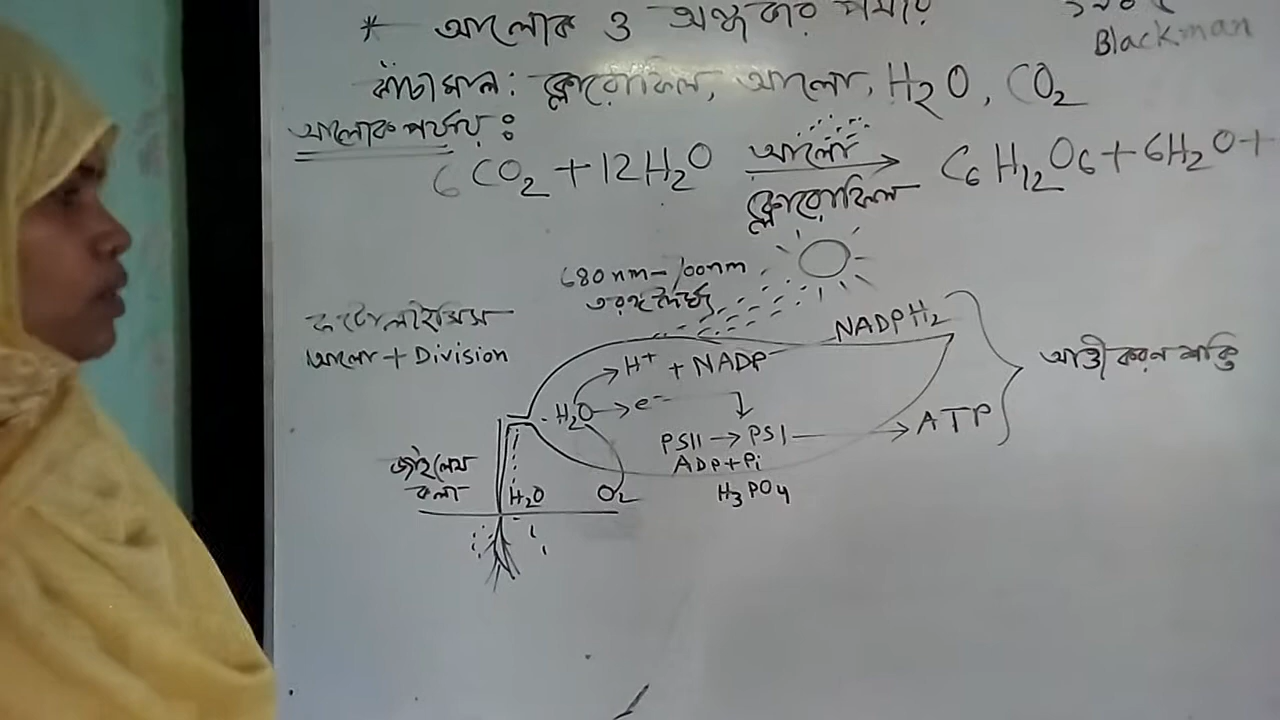 * আলোক ও অন্ধকার পর্যায়
Blackman
কাঁচামাল: ক্লোরোফিল, আলো, H2O, CO2
আলোক পর্যায় :
6CO2 + 12H2O আলো ক্লোরোফিল → C6H12O6 + 6H2O +
680nm - 700nm
তরঙ্গদৈর্ঘ্য
ফটোলাইসিস
আলো + Division
NADPH2
H+ + NADP
আত্তীকরণ শক্তি
H2O → e-
PSII → PSI → ATP
ADP + Pi
জাইলেম
কলা
H2O
O2
H3PO4